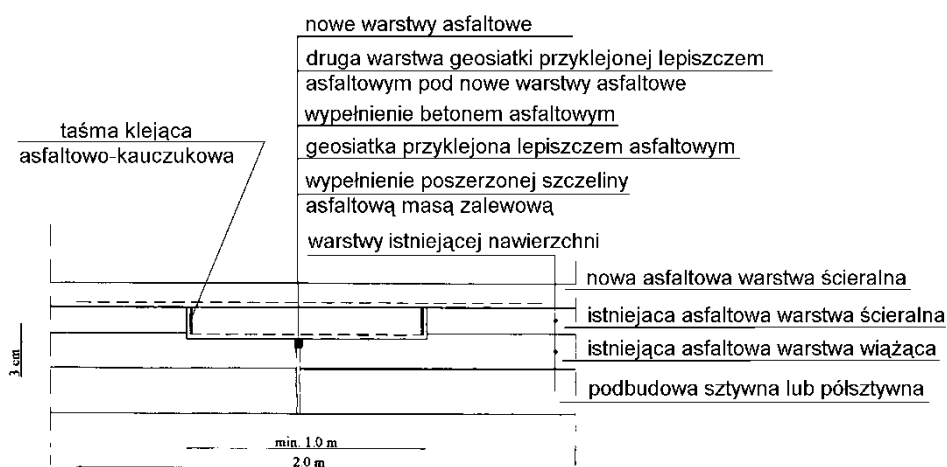 nowe warstwy asfaltowe
druga warstwa geosiatki przyklejonej lepiszczem
asfaltowym pod nowe warstwy asfaltowe
wypełnienie betonem asfaltowym
geosiatka przyklejona lepiszczem asfaltowym
wypełnienie poszerzonej szczeliny
asfaltową masą zalewową
warstwy istniejącej nawierzchni
taśma klejąca
asfaltowo-kauczukowa
nowa asfaltowa warstwa ścieralna
istniejaca asfaltowa warstwa ścieralna
istniejąca asfaltowa warstwa wiążąca
podbudowa sztywna lub półsztywna
3 cm
min. 1.0 m
2.0 m